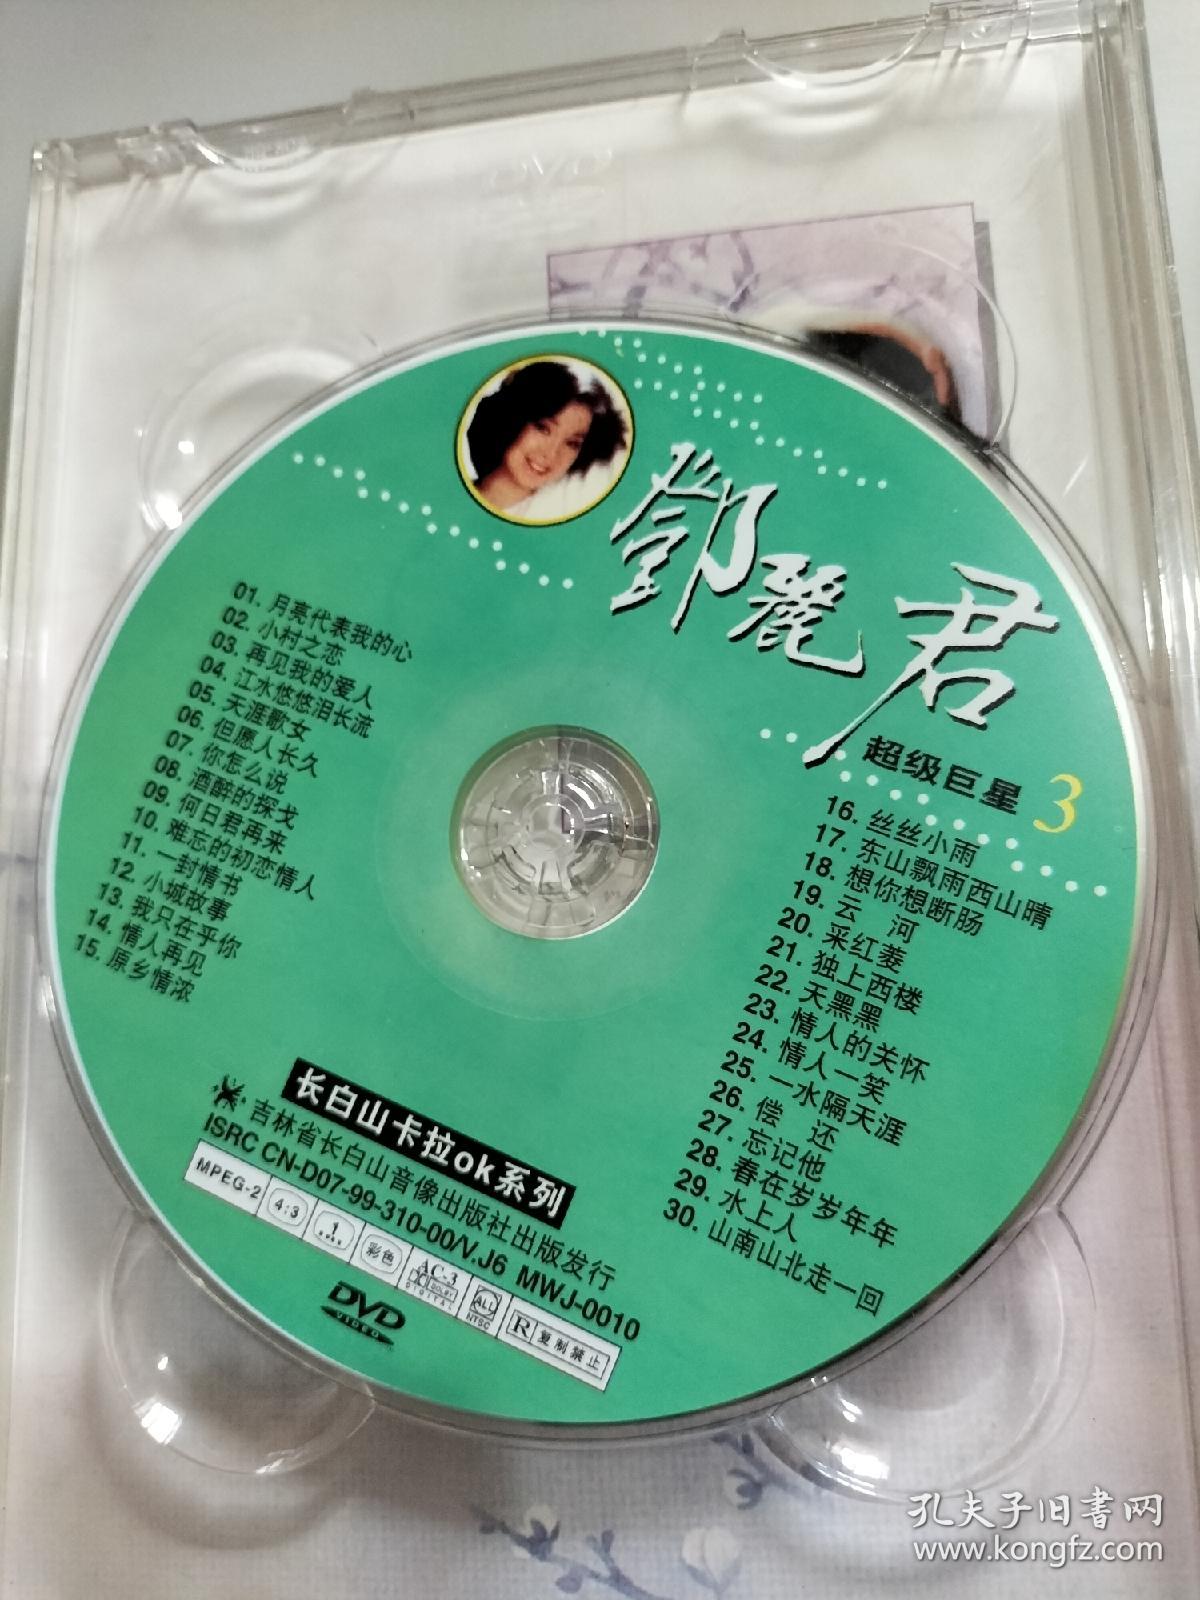 鄧麗君
超级巨星 3
01. 月亮代表我的心
02. 小村之恋
03. 再见我的爱人
04. 江水悠悠泪长流
05. 天涯歌女
06. 但愿人长久
07. 你怎么说
08. 酒醉的探戈
09. 何日君再来
10. 难忘的初恋情人
11. 一封情书
12. 小城故事
13. 我只在乎你
14. 情人再见
15. 原乡情浓
16. 丝丝小雨
17. 东山飘雨西山晴
18. 想你想断肠
19. 云 河
20. 采红菱
21. 独上西楼
22. 天黑黑
23. 情人的关怀
24. 情人一笑
25. 一水隔天涯
26. 偿 还
27. 忘记他
28. 春在岁岁年年
29. 水上人
30. 山南山北走一回
长白山卡拉ok系列
吉林省长白山音像出版社出版发行
ISRC CN-D07-99-310-00/V.J6 MWJ-0010
MPEG-2 4:3 1.... 彩色 AC-3 DOLBY DIGITAL ALL NTSC R 复制禁止
DVD
VIDEO
孔夫子旧书网
www.kongfz.com